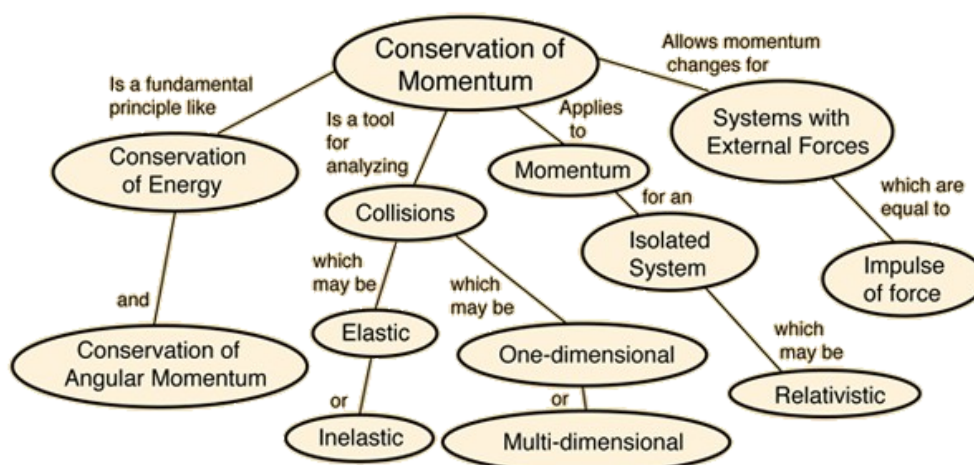 Conservation of
Momentum
Is a fundamental
principle like
Conservation
of Energy
and
Conservation of
Angular Momentum
Is a tool
for
analyzing
Collisions
which
may be
Elastic
or
Inelastic
which
may be
One-dimensional
or
Multi-dimensional
Applies
to
Momentum
for an
Isolated
System
which
may be
Relativistic
Allows momentum
changes for
Systems with
External Forces
which are
equal to
Impulse
of force